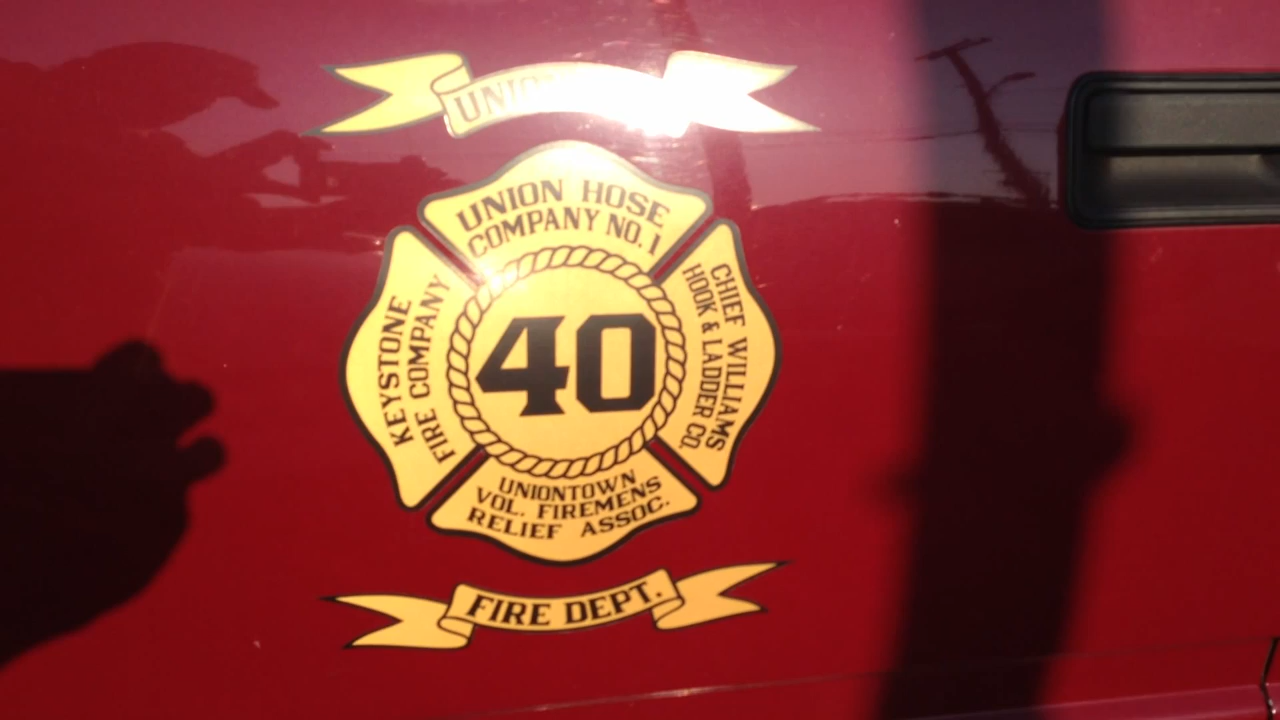 UNION HOSE
COMPANY NO. 1
KEYSTONE
FIRE COMPANY
40
CHIEF WILLIAMS
HOOK & LADDER CO.
UNIONTOWN
VOL. FIREMENS
RELIEF ASSOC.
FIRE DEPT.